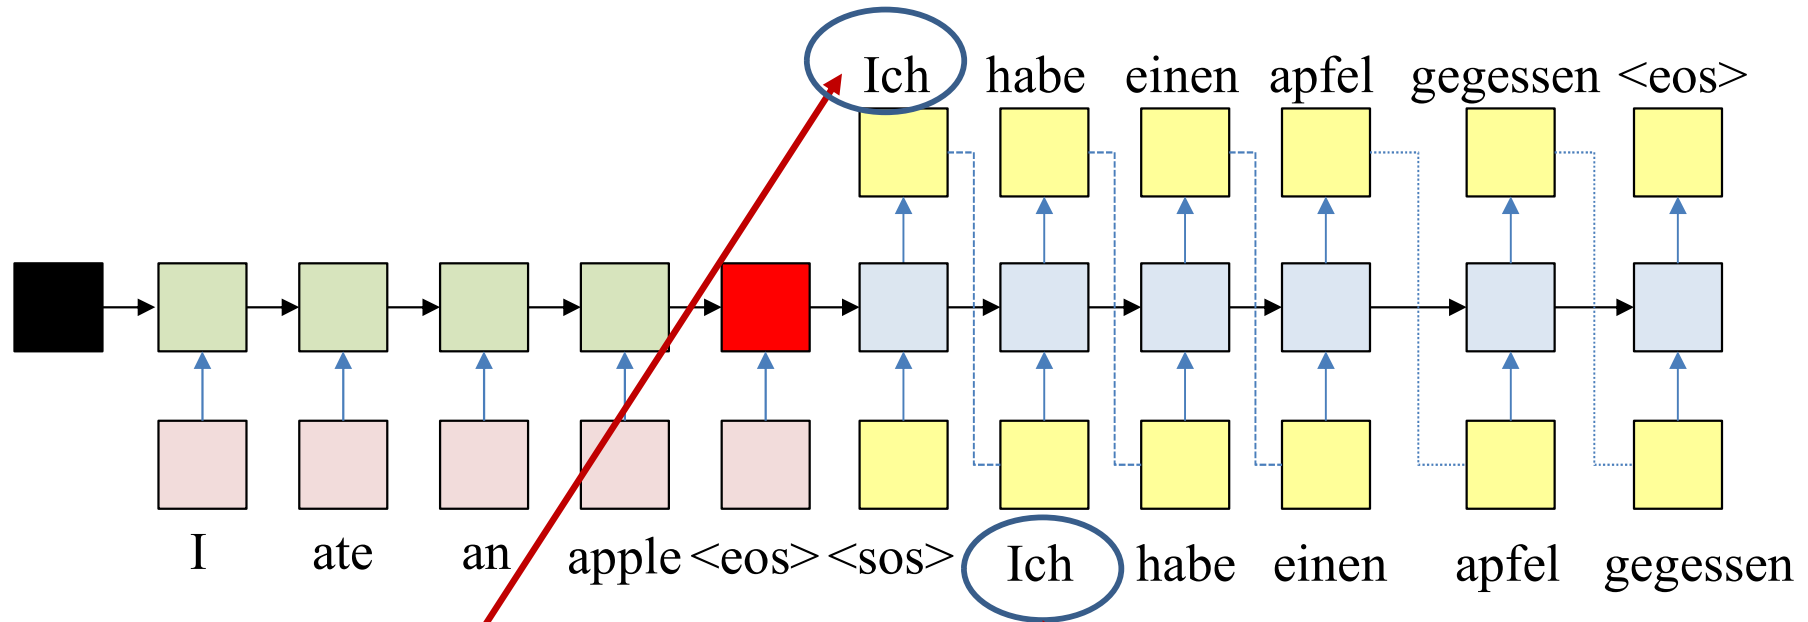 Ich habe einen apfel gegessen <eos>
I ate an apple <eos> <sos> Ich habe einen apfel gegessen